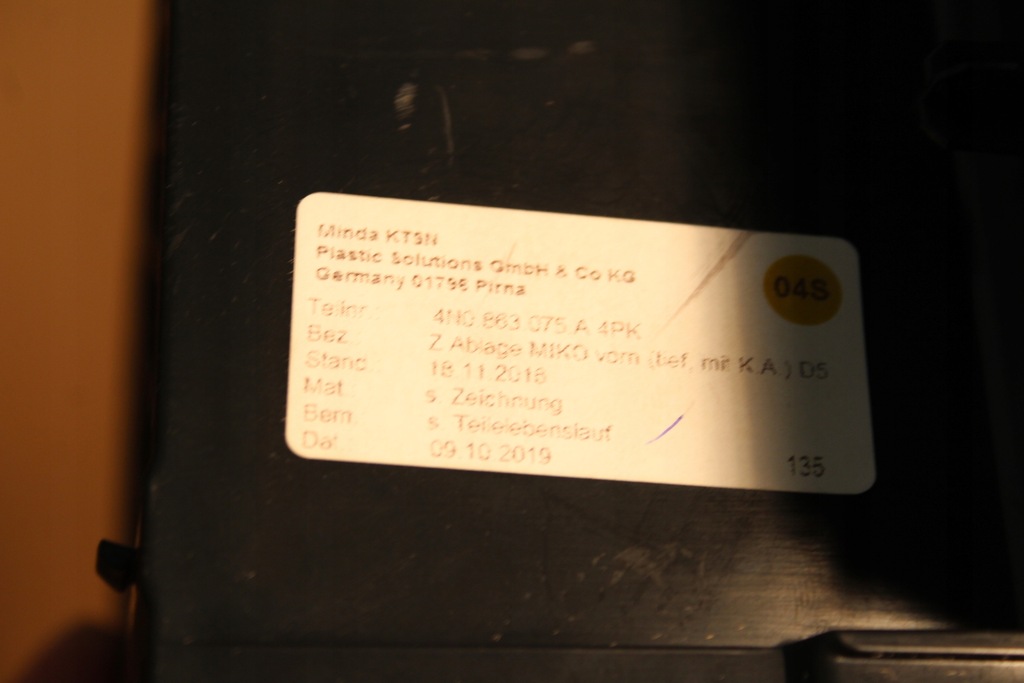 Minda KTSN
Plastic Solutions GmbH & Co KG
Germany 01796 Pirna
04S
Teilnr.: 4N0.863.075.A 4PK
Bez.: Z Ablage MIKO vorn (tief, mit K.A.) D5
Stand.: 18.11.2018
Mat.: s. Zeichnung
Bem.: s. Teilelebenslauf
Dat.: 09.10.2019
135